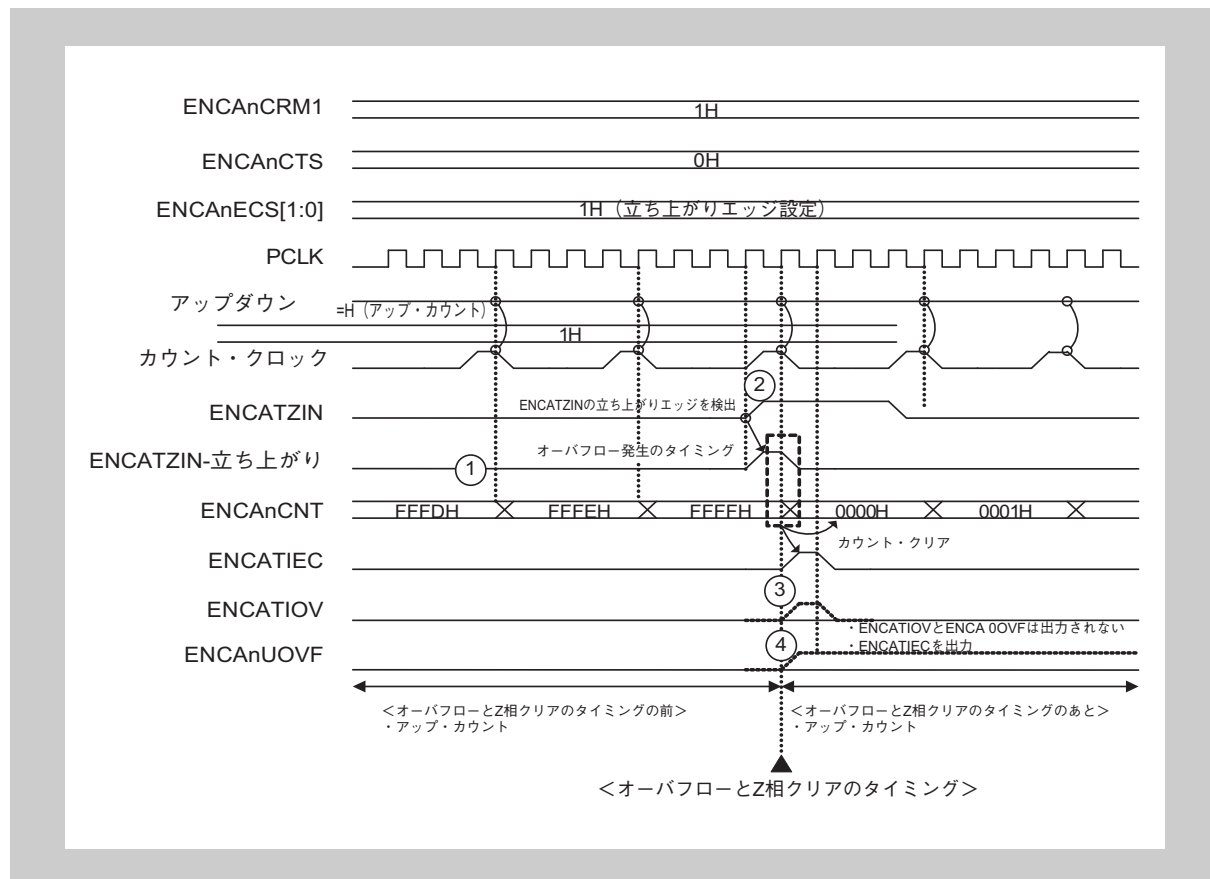 ENCAnCRM1
1H
ENCAnCTS
0H
ENCAnECS[1:0]
1H（立ち上がりエッジ設定）
PCLK
アップダウン
=H（アップ・カウント）
1H
カウント・クロック
2
ENCATZIN
ENCATZINの立ち上がりエッジを検出
オーバフロー発生のタイミング
ENCATZIN-立ち上がり
1
ENCAnCNT
FFFDH
FFFEH
FFFFH
0000H
0001H
カウント・クリア
ENCATIEC
3
ENCATIOV
・ENCATIOVとENCA 0OVFは出力されない
・ENCATIECを出力
4
ENCAnUOVF
＜オーバフローとZ相クリアのタイミングの前＞
・アップ・カウント
＜オーバフローとZ相クリアのタイミングのあと＞
・アップ・カウント
＜オーバフローとZ相クリアのタイミング＞